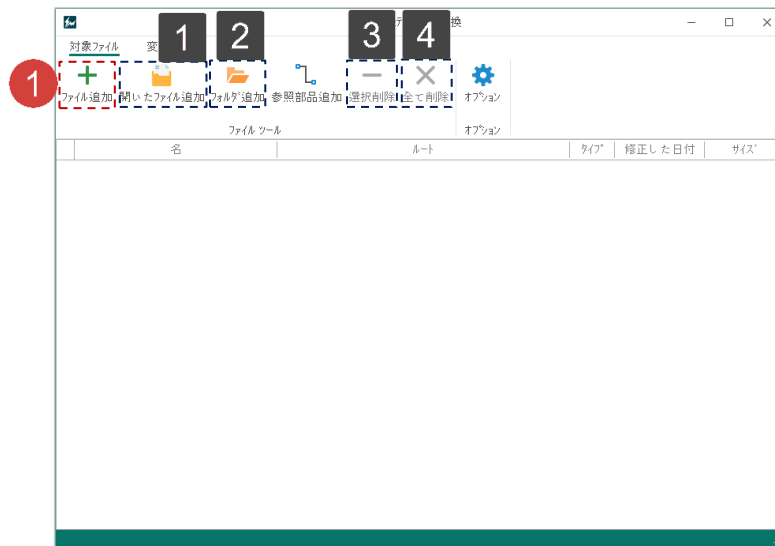 換
対象ファイル 変
1 2 3 4
1
ファイル追加 開いたファイル追加 フォルダ追加 参照部品追加 選択削除 全て削除 オプション
ファイル ツール オプション
名 ルート タイプ 修正した日付 サイズ